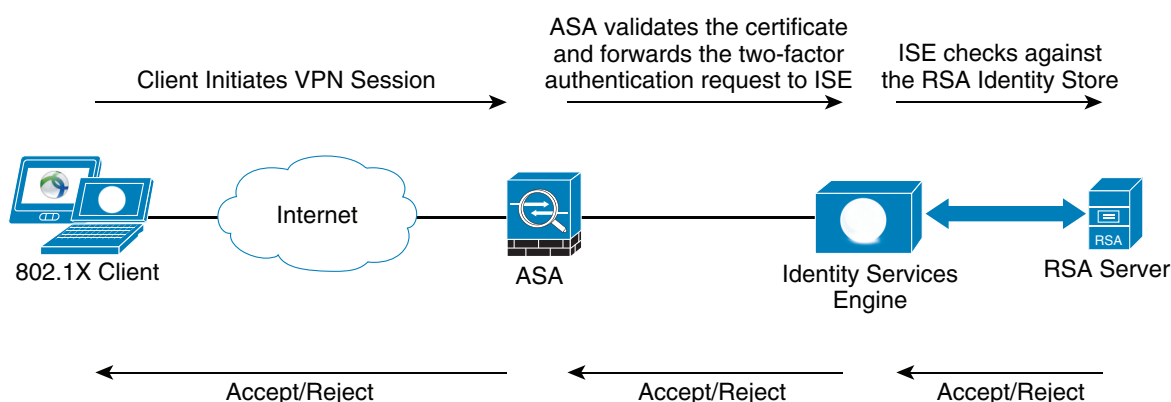 ASA validates the certificate
and forwards the two-factor
authentication request to ISE
ISE checks against
the RSA Identity Store
Client Initiates VPN Session
Internet
RSA
802.1X Client
ASA
Identity Services
Engine
RSA Server
Accept/Reject
Accept/Reject
Accept/Reject